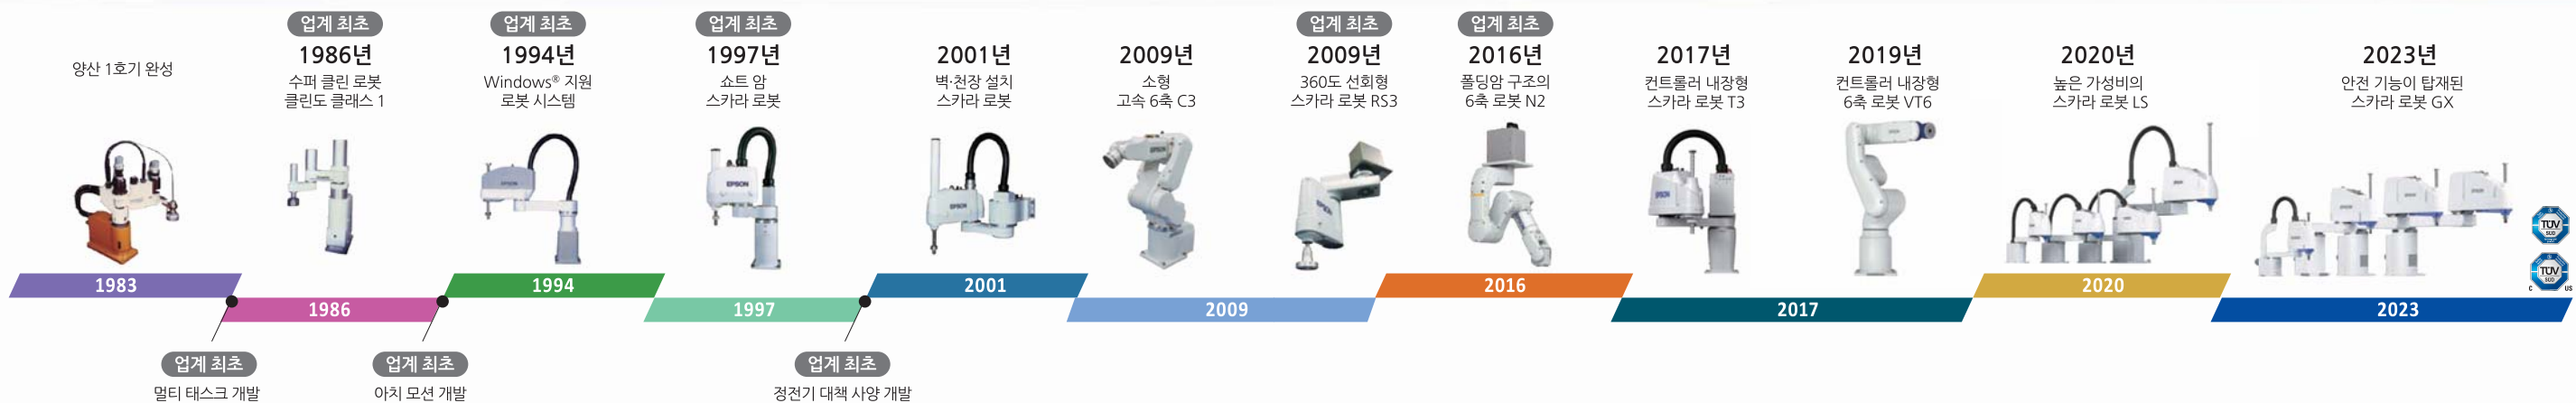 양산 1호기 완성
업계 최초
1986년
수퍼 클린 로봇
클린도 클래스 1
업계 최초
1994년
Windows® 지원
로봇 시스템
업계 최초
1997년
쇼트 암
스카라 로봇
2001년
벽·천장 설치
스카라 로봇
2009년
소형
고속 6축 C3
업계 최초
2009년
360도 선회형
스카라 로봇 RS3
업계 최초
2016년
폴딩암 구조의
6축 로봇 N2
2017년
컨트롤러 내장형
스카라 로봇 T3
2019년
컨트롤러 내장형
6축 로봇 VT6
2020년
높은 가성비의
스카라 로봇 LS
2023년
안전 기능이 탑재된
스카라 로봇 GX
EPSON
EPSON
EPSON
EPSON
EPSON
EPSON
TÜV
SUD
TÜV
SUD
C US
1983
1986
1994
1997
2001
2009
2016
2017
2020
2023
업계 최초
멀티 태스크 개발
업계 최초
아치 모션 개발
업계 최초
정전기 대책 사양 개발